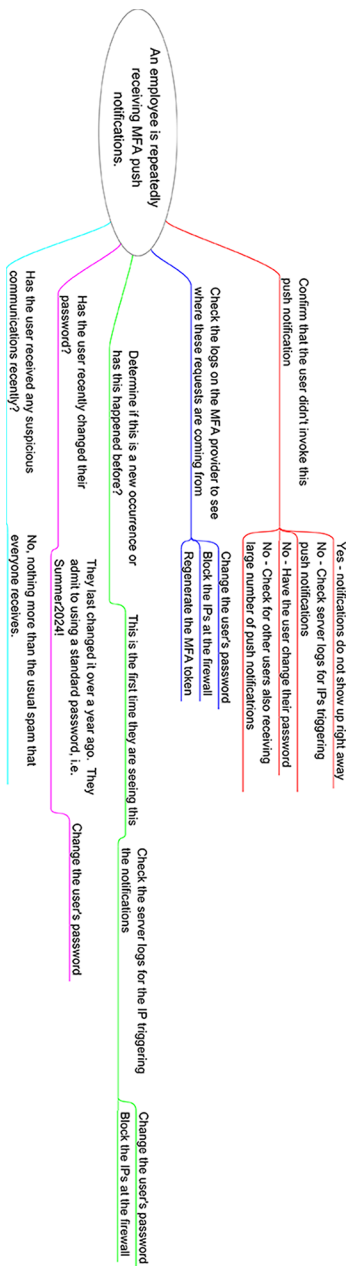 An employee is repeatedly
receiving MFA push
notifications.
Confirm that the user didn't invoke this
push notification
Yes - notifications do not show up right away
No - Check server logs for IPs triggering
push notifications
No - Have the user change their password
No - Check for other users also receiving
large number of push notificatrions
Check the logs on the MFA provider to see
where these requests are coming from
Change the user's password
Block the IPs at the firewall
Regenerate the MFA token
Determine if this is a new occurrence or
has this happened before?
This is the first time they are seeing this
Check the server logs for the IP triggering
the notifications
Change the user's password
Block the IPs at the firewall
Has the user recently changed their
password?
They last changed it over a year ago. They
admit to using a standard password, i.e.
Summer2024!
Change the user's password
Has the user received any suspicious
communications recently?
No, nothing more than the usual spam that
everyone receives.